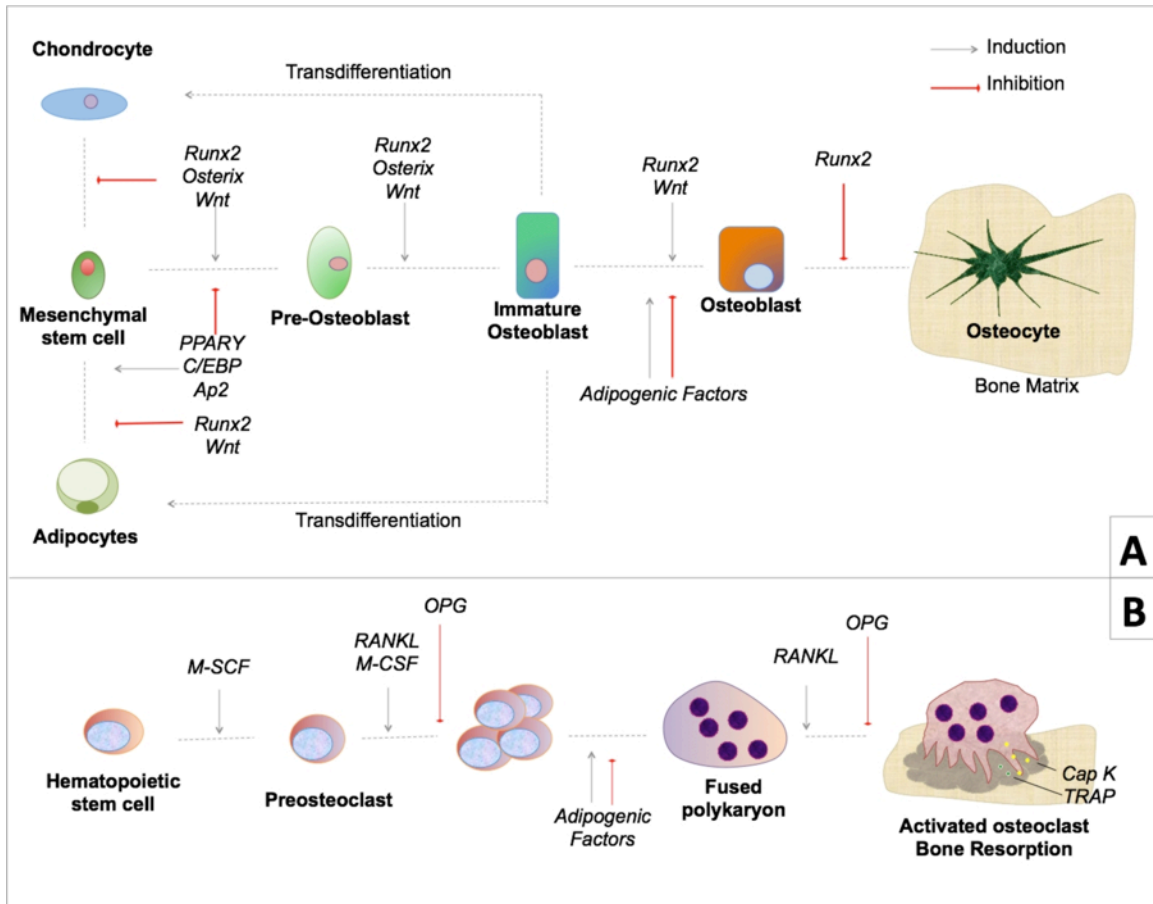 Chondrocyte
Transdifferentiation
Induction
Inhibition
Runx2
Osterix
Wnt
Runx2
Osterix
Wnt
Runx2
Wnt
Runx2
Mesenchymal
stem cell
Pre-Osteoblast
Immature
Osteoblast
Osteoblast
Osteocyte
Bone Matrix
PPARY
C/EBP
Ap2
Adipogenic Factors
Runx2
Wnt
Adipocytes
Transdifferentiation
A
B
M-SCF
RANKL
M-CSF
OPG
RANKL
OPG
Hematopoietic
stem cell
Preosteoclast
Adipogenic
Factors
Fused
polykaryon
Cap K
TRAP
Activated osteoclast
Bone Resorption